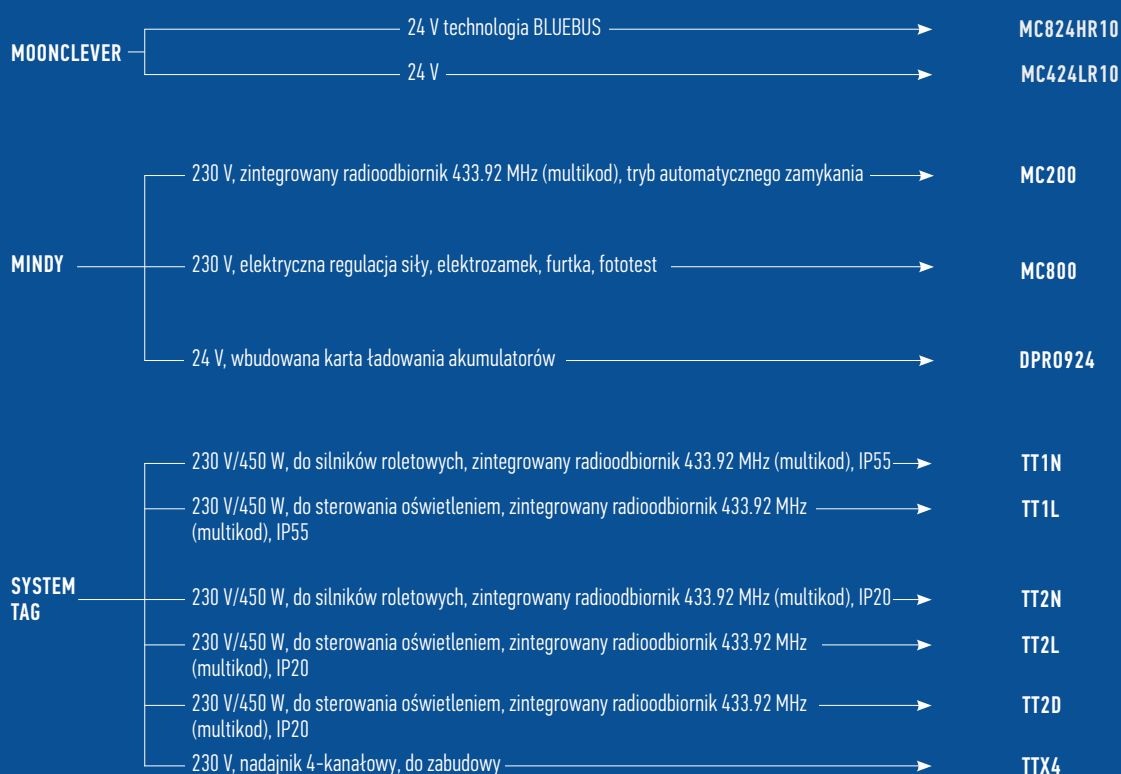 24 V technologia BLUEBUS MC824HR10
MOONCLEVER
24 V MC424LR10
230 V, zintegrowany radioodbiornik 433.92 MHz (multikod), tryb automatycznego zamykania MC200
MINDY 230 V, elektryczna regulacja siły, elektrozamek, furtka, fototest MC800
24 V, wbudowana karta ładowania akumulatorów DPRO924
230 V/450 W, do silników roletowych, zintegrowany radioodbiornik 433.92 MHz (multikod), IP55 TT1N
230 V/450 W, do sterowania oświetleniem, zintegrowany radioodbiornik 433.92 MHz TT1L
(multikod), IP55
SYSTEM
TAG
230 V/450 W, do silników roletowych, zintegrowany radioodbiornik 433.92 MHz (multikod), IP20 TT2N
230 V/450 W, do sterowania oświetleniem, zintegrowany radioodbiornik 433.92 MHz TT2L
(multikod), IP20
230 V/450 W, do sterowania oświetleniem, zintegrowany radioodbiornik 433.92 MHz TT2D
(multikod), IP20
230 V, nadajnik 4-kanałowy, do zabudowy TTX4